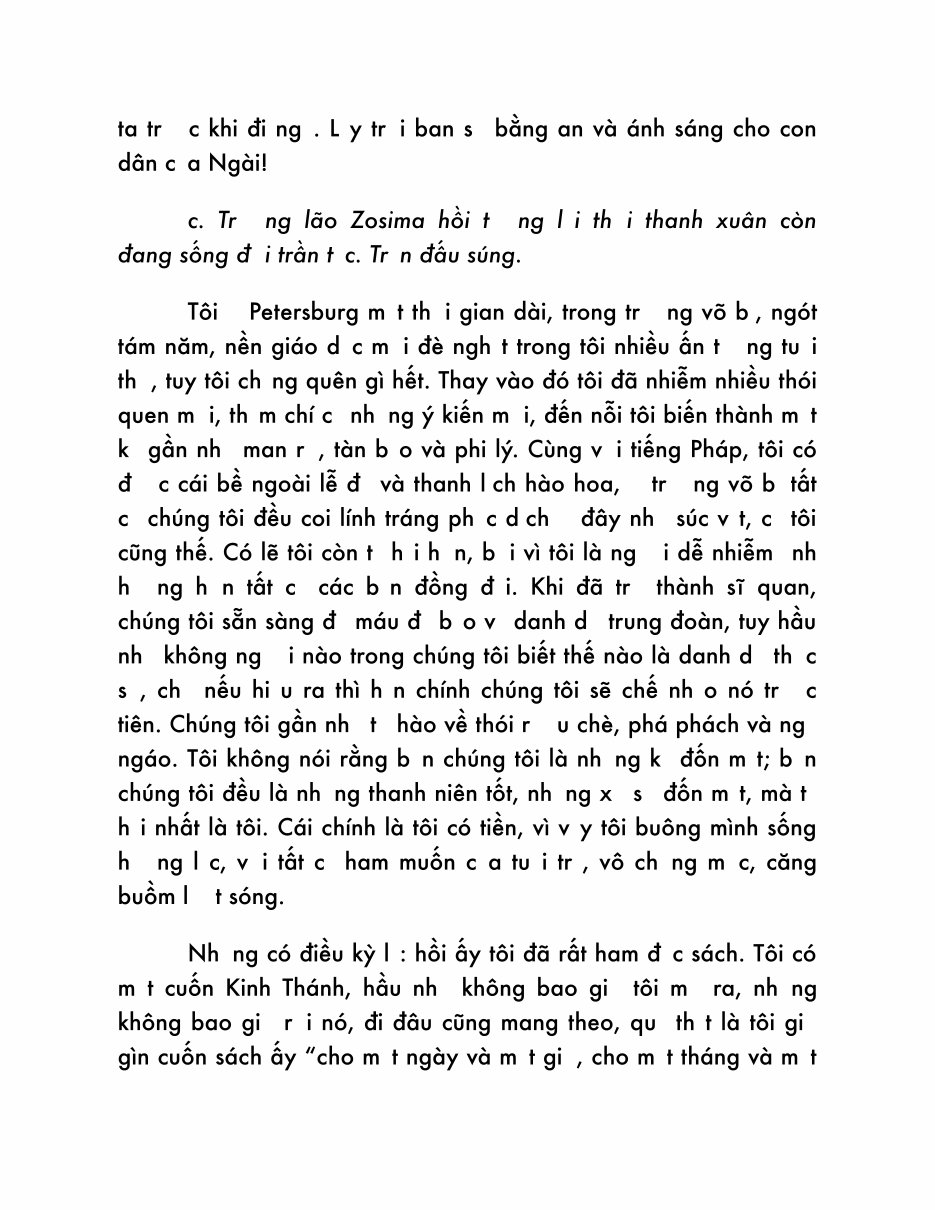 ta tr c khi đi ng . L y tr i ban s bằng an và ánh sáng cho con
dân c a Ngài!
c. Tr ng lão Zosima hồi t ng l i th i thanh xuân còn
đang sống đ i trần t c. Tr n đấu súng.
Tôi Petersburg m t th i gian dài, trong tr ng võ b , ngót
tám năm, nền giáo d c m i đè ngh t trong tôi nhiều ấn t ng tu i
th , tuy tôi ch ng quên gì hết. Thay vào đó tôi đã nhiễm nhiều thói
quen m i, th m chí c nh ng ý kiến m i, đến nỗi tôi biến thành m t
k gần nh man r , tàn b o và phi lý. Cùng v i tiếng Pháp, tôi có
đ c cái bề ngoài lễ đ và thanh l ch hào hoa, tr ng võ b tất
c chúng tôi đều coi lính tráng ph c d ch đây nh súc v t, c tôi
cũng thế. Có lẽ tôi còn t h i h n, b i vì tôi là ng i dễ nhiễm nh
h ng h n tất c các b n đồng đ i. Khi đã tr thành sĩ quan,
chúng tôi sẵn sàng đ máu đ b o v danh d trung đoàn, tuy hầu
nh không ng i nào trong chúng tôi biết thế nào là danh d th c
s , ch nếu hi u ra thì h n chính chúng tôi sẽ chế nh o nó tr c
tiên. Chúng tôi gần nh t hào về thói r u chè, phá phách và ng
ngáo. Tôi không nói rằng b n chúng tôi là nh ng k đốn m t; b n
chúng tôi đều là nh ng thanh niên tốt, nh ng x s đốn m t, mà t
h i nhất là tôi. Cái chính là tôi có tiền, vì v y tôi buông mình sống
h ng l c, v i tất c ham muốn c a tu i tr , vô ch ng m c, căng
buồm l t sóng.
Nh ng có điều kỳ l : hồi ấy tôi đã rất ham đ c sách. Tôi có
m t cuốn Kinh Thánh, hầu nh không bao gi tôi m ra, nh ng
không bao gi r i nó, đi đâu cũng mang theo, qu th t là tôi gi
gìn cuốn sách ấy “cho m t ngày và m t gi , cho m t tháng và m t